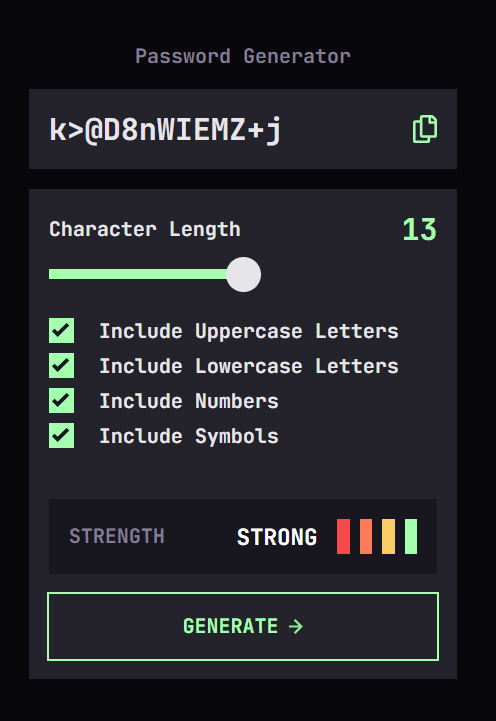 Password Generator
k>@D8nWIEMZ+j
Character Length
13
Include Uppercase Letters
Include Lowercase Letters
Include Numbers
Include Symbols
STRENGTH
STRONG
GENERATE →